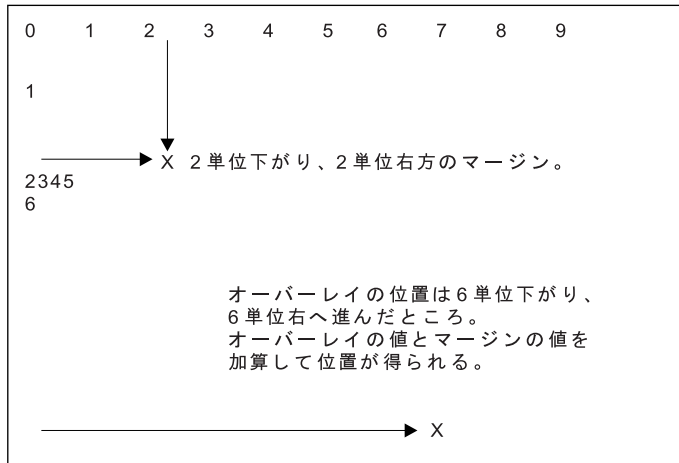 0 1 2 3 4 5 6 7 8 9
1
X 2単位下がり、2単位右方のマージン。
2345
6
オーバーレイの位置は6単位下がり、
6単位右へ進んだところ。
オーバーレイの値とマージンの値を
加算して位置が得られる。
X